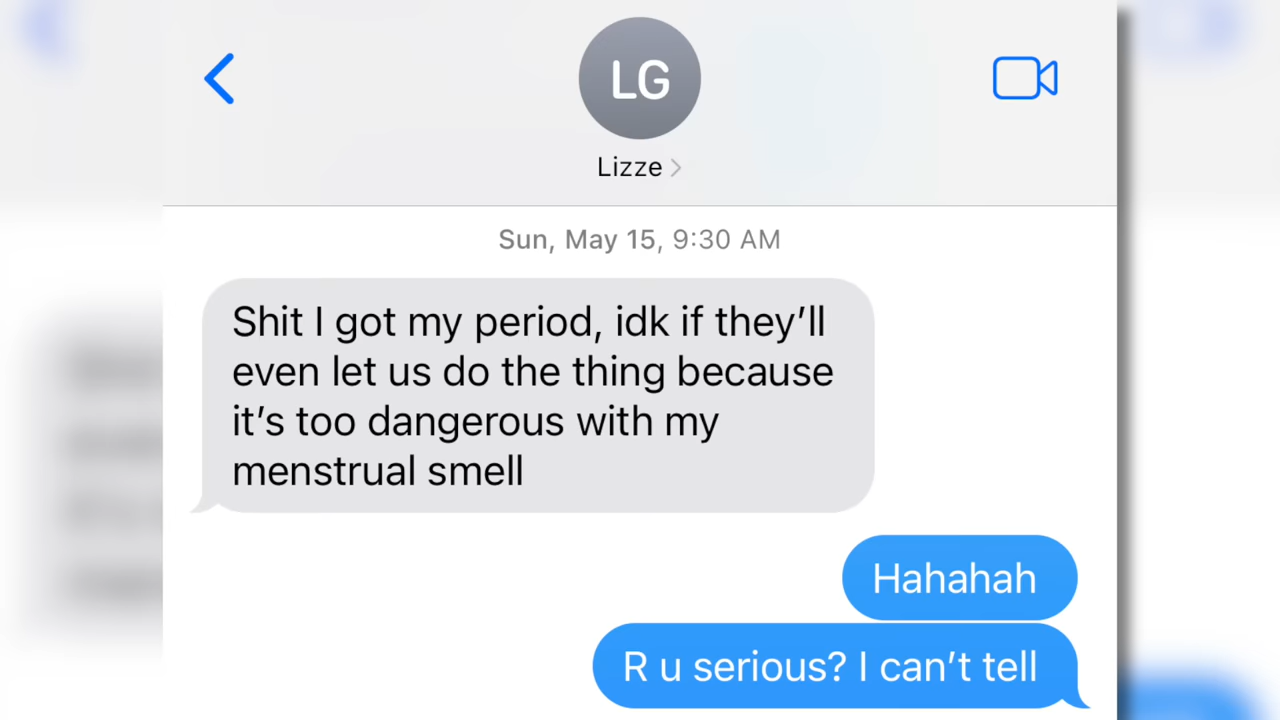 LG
Lizze
Sun, May 15, 9:30 AM
Shit I got my period, idk if they’ll
even let us do the thing because
it’s too dangerous with my
menstrual smell
Hahahah
R u serious? I can’t tell